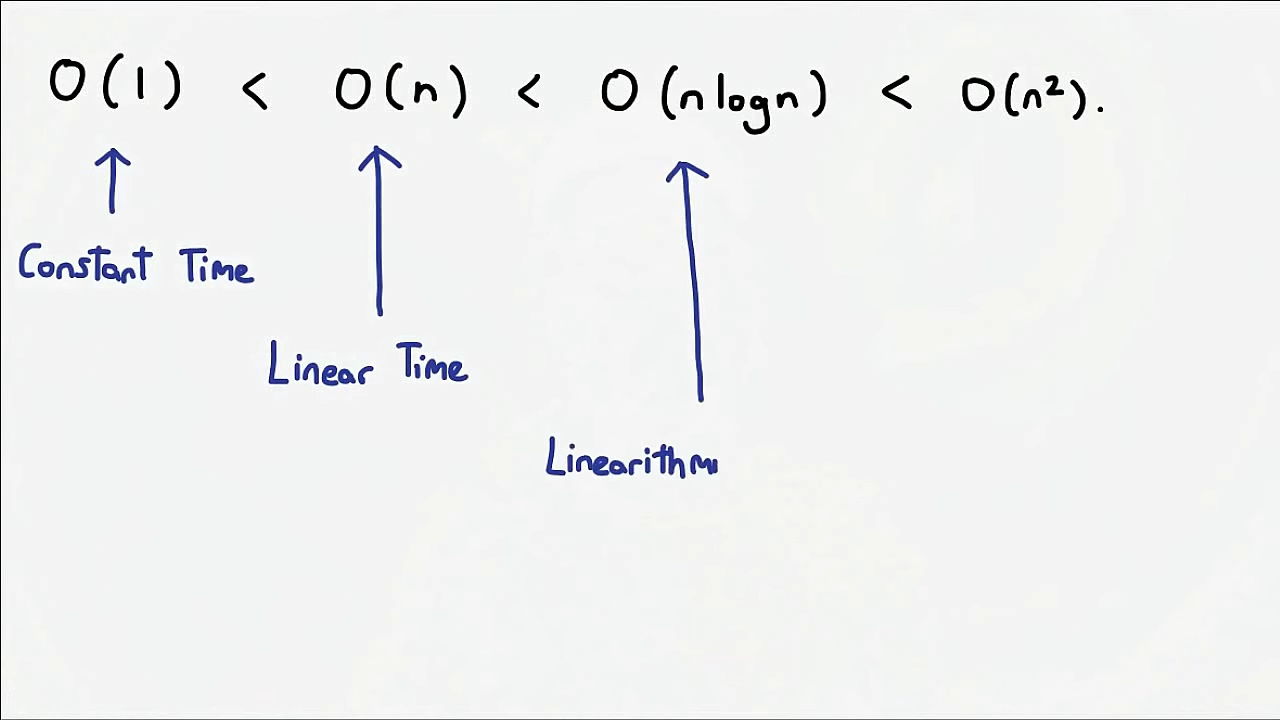 O(1) < O(n) < O(nlogn) < O(n²).
Constant Time
Linear Time
Linearithm